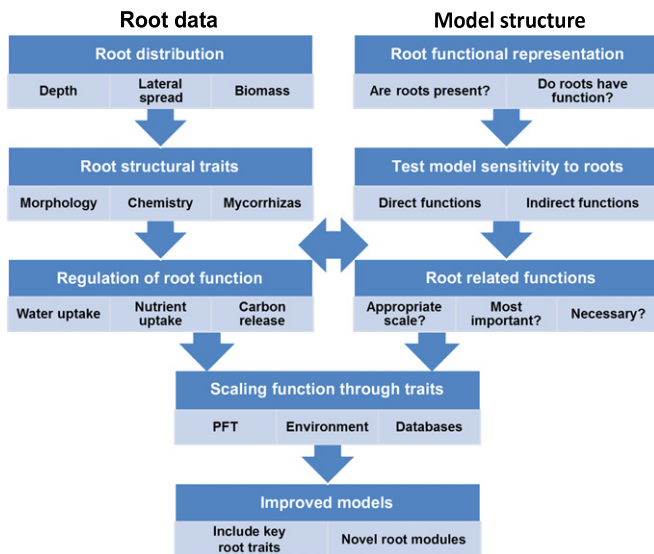 Root data
Model structure
Root distribution
Depth
Lateral
spread
Biomass
Root functional representation
Are roots present?
Do roots have
function?
Root structural traits
Morphology
Chemistry
Mycorrhizas
Test model sensitivity to roots
Direct functions
Indirect functions
Regulation of root function
Water uptake
Nutrient
uptake
Carbon
release
Root related functions
Appropriate
scale?
Most
important?
Necessary?
Scaling function through traits
PFT
Environment
Databases
Improved models
Include key
root traits
Novel root modules